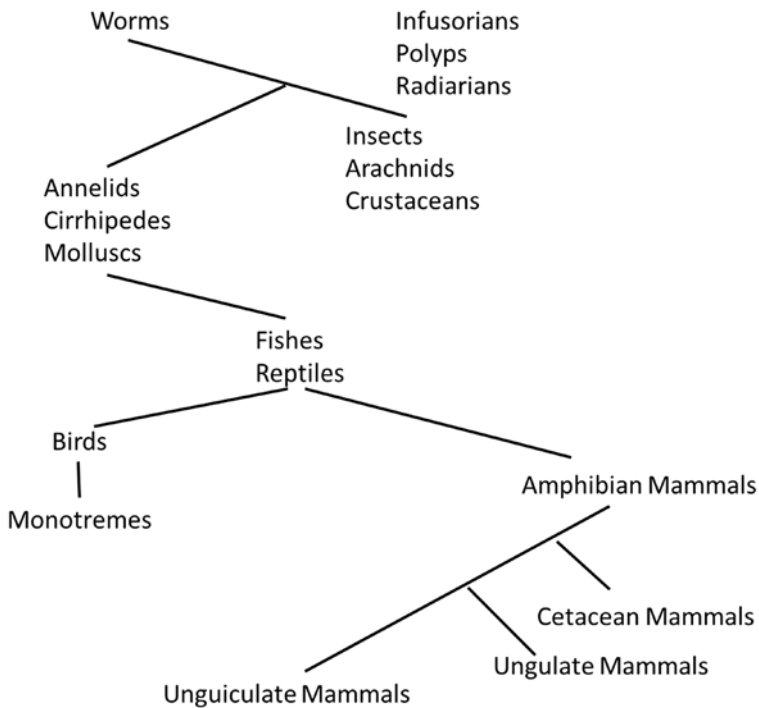 Worms
Infusorians
Polyps
Radiarians
Insects
Arachnids
Crustaceans
Annelids
Cirrhipedes
Molluscs
Fishes
Reptiles
Birds
Monotremes
Amphibian Mammals
Cetacean Mammals
Ungulate Mammals
Unguiculate Mammals